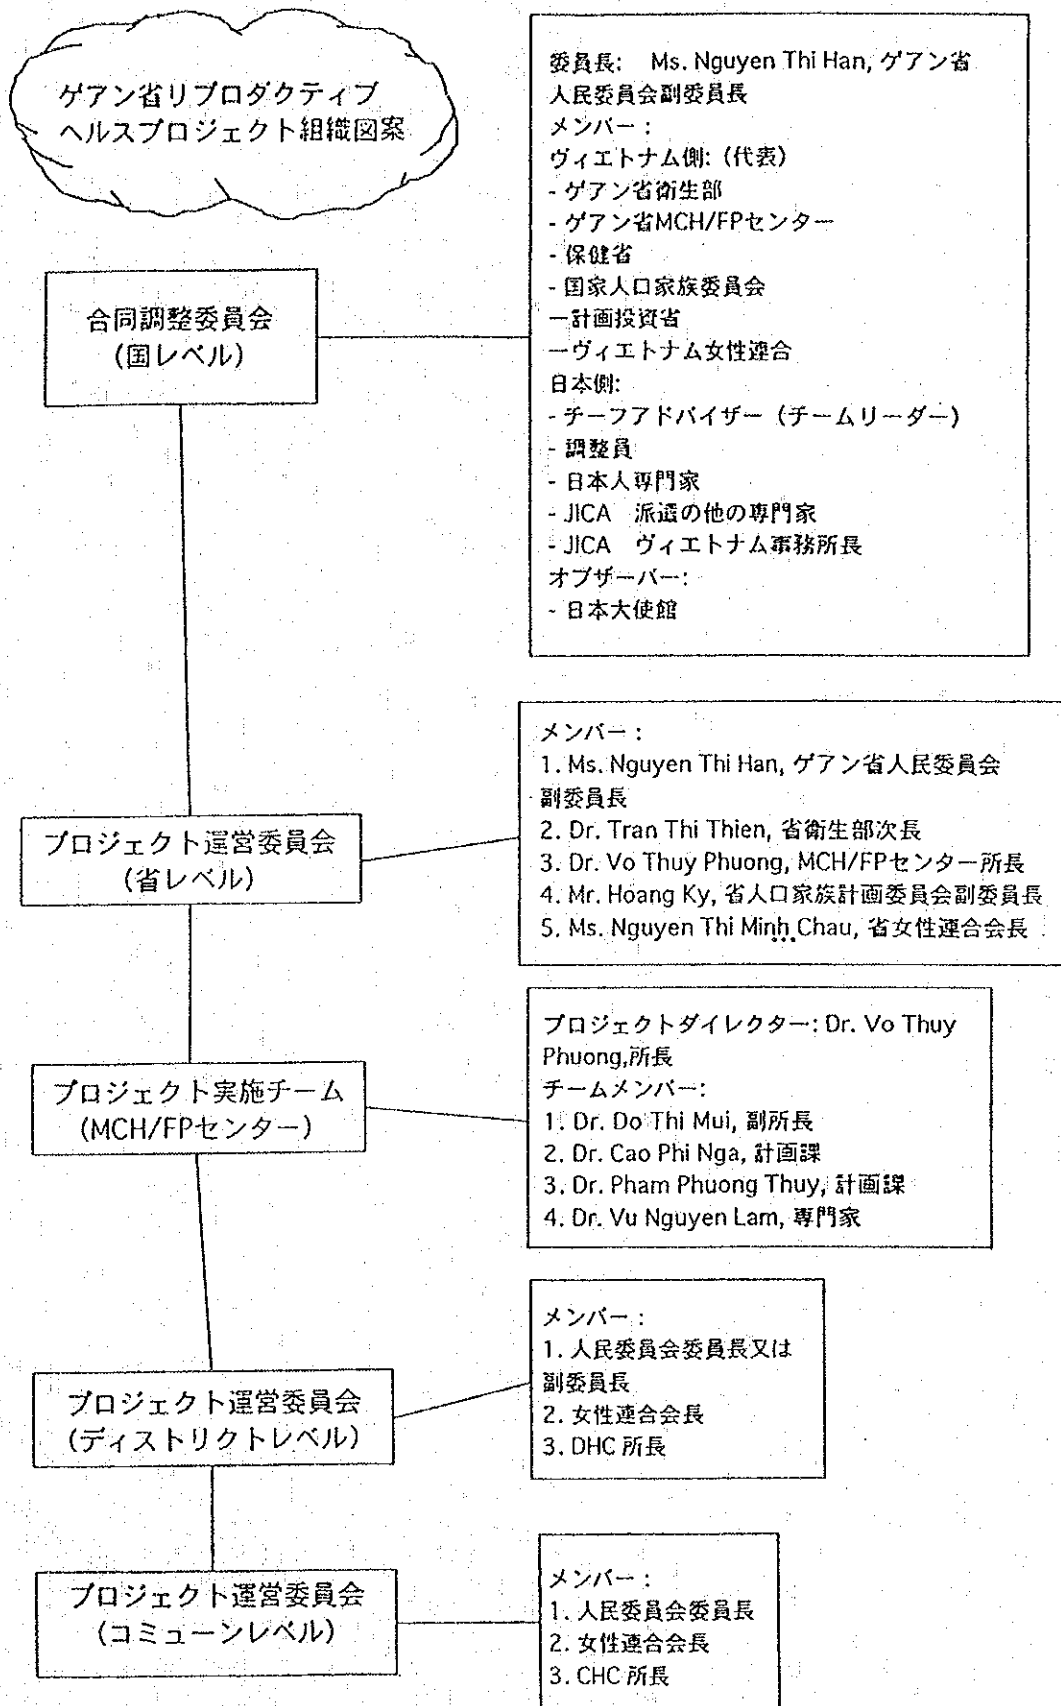 ゲアン省リプロダクティブ
ヘルスプロジェクト組織図案
合同調整委員会
(国レベル)
委員長: Ms. Nguyen Thi Han, ゲアン省
人民委員会副委員長
メンバー:
ヴィエトナム側: (代表)
- ゲアン省衛生部
- ゲアン省MCH/FPセンター
- 保健省
- 国家人口家族委員会
ー計画投資省
ーヴィエトナム女性連合
日本側:
- チーフアドバイザー (チームリーダー)
- 調整員
- 日本人専門家
- JICA 派遣の他の専門家
- JICA ヴィエトナム事務所長
オブザーバー:
- 日本大使館
プロジェクト運営委員会
(省レベル)
メンバー:
1. Ms. Nguyen Thi Han, ゲアン省人民委員会
副委員長
2. Dr. Tran Thi Thien, 省衛生部次長
3. Dr. Vo Thuy Phuong, MCH/FPセンター所長
4. Mr. Hoang Ky, 省人口家族計画委員会副委員長
5. Ms. Nguyen Thi Minh Chau, 省女性連合会長
プロジェクト実施チーム
(MCH/FPセンター)
プロジェクトダイレクター: Dr. Vo Thuy
Phuong,所長
チームメンバー:
1. Dr. Do Thi Mui, 副所長
2. Dr. Cao Phi Nga, 計画課
3. Dr. Pham Phuong Thuy, 計画課
4. Dr. Vu Nguyen Lam, 専門家
プロジェクト運営委員会
(ディストリクトレベル)
メンバー:
1. 人民委員会委員長又は
副委員長
2. 女性連合会長
3. DHC 所長
プロジェクト運営委員会
(コミューンレベル)
メンバー:
1. 人民委員会委員長
2. 女性連合会長
3. CHC 所長